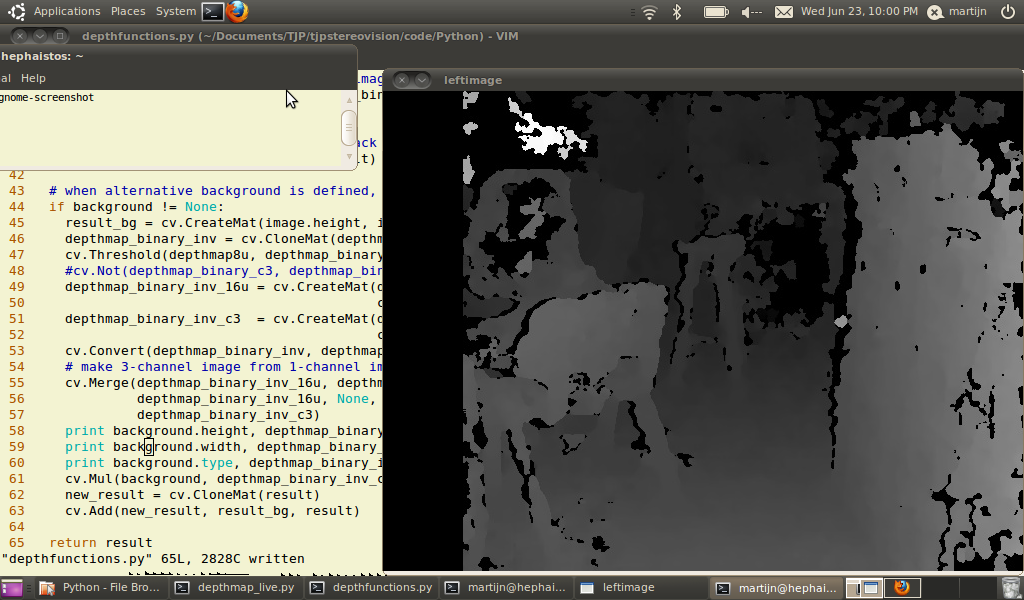 Applications Places System
Wed Jun 23, 10:00 PM martijn
depthfunctions.py (~/Documents/TJP/tjpstereovision/code/Python) - VIM
hephaistos: ~
al Help
gnome-screenshot
leftimage
42
43 # when alternative background is defined,
44 if background != None:
45 result_bg = cv.CreateMat(image.height, i
46 depthmap_binary_inv = cv.CloneMat(depthm
47 cv.Threshold(depthmap8u, depthmap_binary
48 #cv.Not(depthmap_binary_c3, depthmap_bin
49 depthmap_binary_inv_16u = cv.CreateMat(d
50 c
51 depthmap_binary_inv_c3 = cv.CreateMat(d
52 c
53 cv.Convert(depthmap_binary_inv, depthmap
54 # make 3-channel image from 1-channel im
55 cv.Merge(depthmap_binary_inv_16u, depthm
56 depthmap_binary_inv_16u, None,
57 depthmap_binary_inv_c3)
58 print background.height, depthmap_binary
59 print background.width, depthmap_binary_
60 print background.type, depthmap_binary_i
61 cv.Mul(background, depthmap_binary_inv_c
62 new_result = cv.CloneMat(result)
63 cv.Add(new_result, result_bg, result)
64
65 return result
"depthfunctions.py" 65L, 2828C written
Python - File Bro... depthmap_live.py depthfunctions.py martijn@hephai... leftimage martijn@hephai...